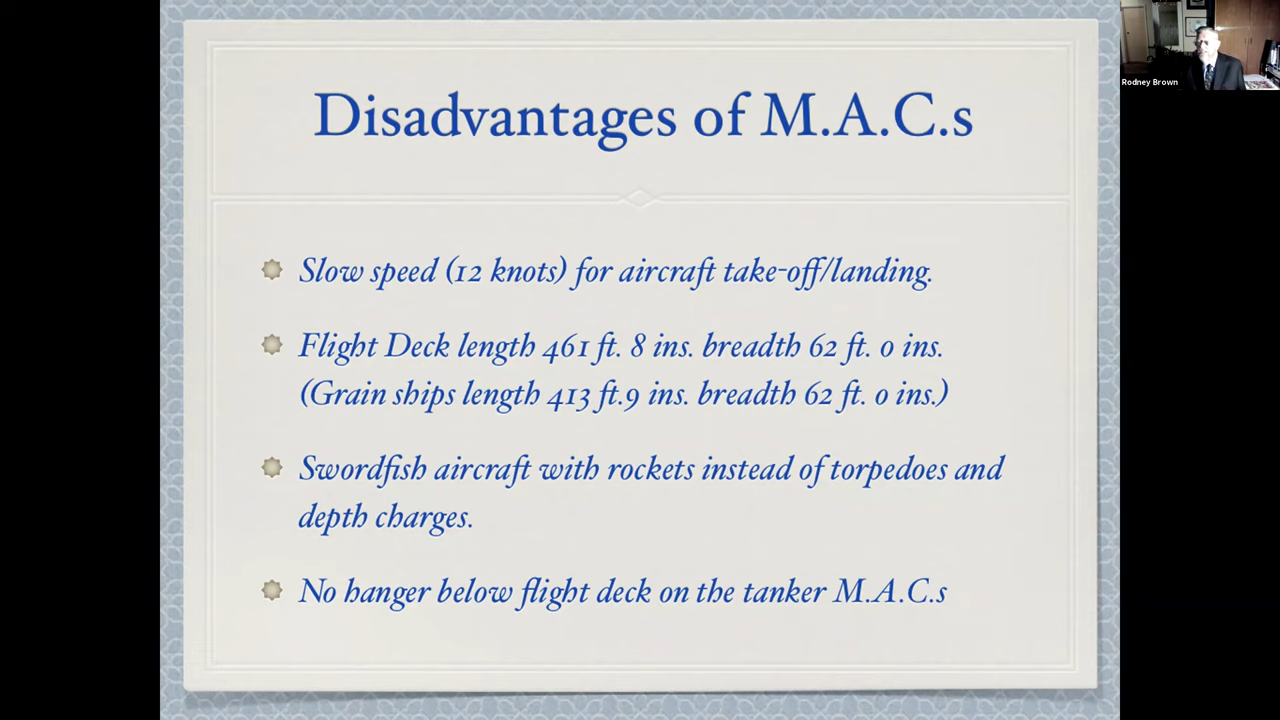 Disadvantages of M.A.C.s
Slow speed (12 knots) for aircraft take-off/landing.
Flight Deck length 461 ft. 8 ins. breadth 62 ft. 0 ins.
(Grain ships length 413 ft.9 ins. breadth 62 ft. 0 ins.)
Swordfish aircraft with rockets instead of torpedoes and
depth charges.
No hanger below flight deck on the tanker M.A.C.s
Rodney Brown